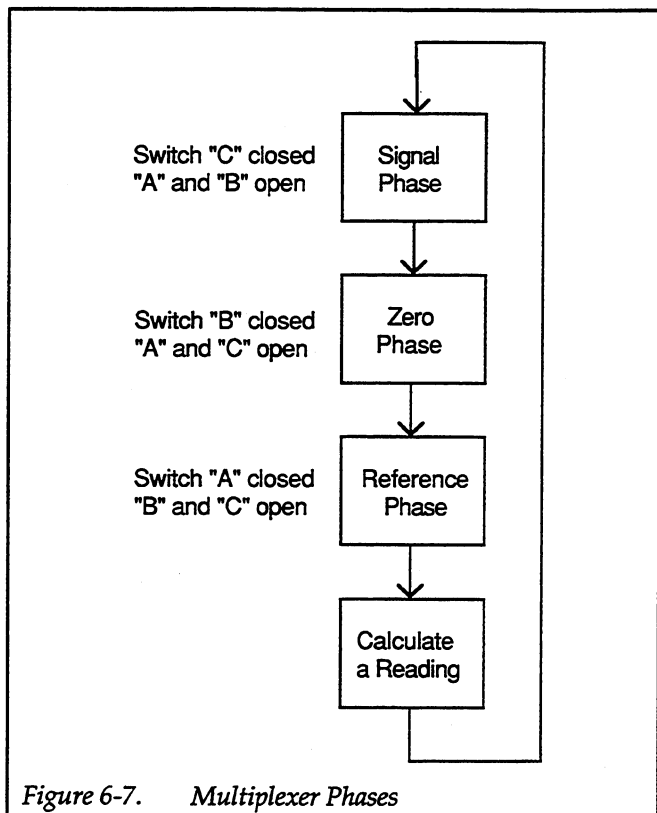 Switch "C" closed
"A" and "B" open
Signal
Phase
Switch "B" closed
"A" and "C" open
Zero
Phase
Switch "A" closed
"B" and "C" open
Reference
Phase
Calculate
a Reading
Figure 6-7. Multiplexer Phases